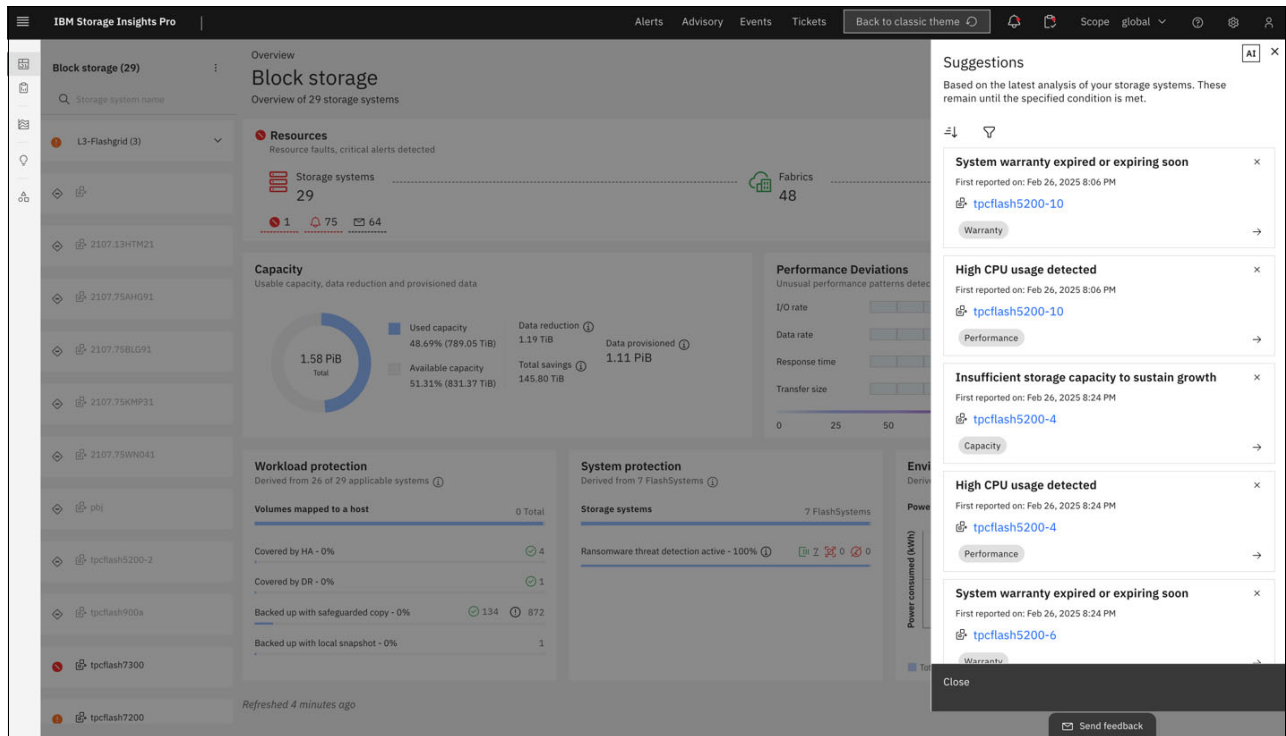 IBM Storage Insights Pro
Alerts Advisory Events Tickets Back to classic theme Scope global
Block storage (29)
Storage system name
L3-Flashgrid (3)
2107.13HTM21
2107.75AHG91
2107.75BLG91
2107.75KMP31
2107.75WN041
pbj
tpcflash5200-2
tpcflash900a
tpcflash7300
tpcflash7200
Overview
Block storage
Overview of 29 storage systems
Resources
Resource faults, critical alerts detected
Storage systems
29
1 75 64
Fabrics
48
Capacity
Usable capacity, data reduction and provisioned data
1.58 PiB
Total
Used capacity
48.69% (789.05 TiB)
Available capacity
51.31% (831.37 TiB)
Data reduction
1.19 TiB
Total savings
145.80 TiB
Data provisioned
1.11 PiB
Performance Deviations
Unusual performance patterns detec
I/O rate
Data rate
Response time
Transfer size
0 25 50
Workload protection
Derived from 26 of 29 applicable systems
Volumes mapped to a host 0 Total
Covered by HA - 0% 4
Covered by DR - 0% 1
Backed up with safeguarded copy - 0% 134 872
Backed up with local snapshot - 0% 1
System protection
Derived from 7 FlashSystems
Storage systems 7 FlashSystems
Ransomware threat detection active - 100% 7 0 0
Envi
Deriv
Powe
Power consumed (kWh)
Tot
Refreshed 4 minutes ago
AI
Suggestions
Based on the latest analysis of your storage systems. These
remain until the specified condition is met.
System warranty expired or expiring soon
First reported on: Feb 26, 2025 8:06 PM
tpcflash5200-10
Warranty
High CPU usage detected
First reported on: Feb 26, 2025 8:06 PM
tpcflash5200-10
Performance
Insufficient storage capacity to sustain growth
First reported on: Feb 26, 2025 8:24 PM
tpcflash5200-4
Capacity
High CPU usage detected
First reported on: Feb 26, 2025 8:24 PM
tpcflash5200-4
Performance
System warranty expired or expiring soon
First reported on: Feb 26, 2025 8:24 PM
tpcflash5200-6
Warranty
Close
Send feedback